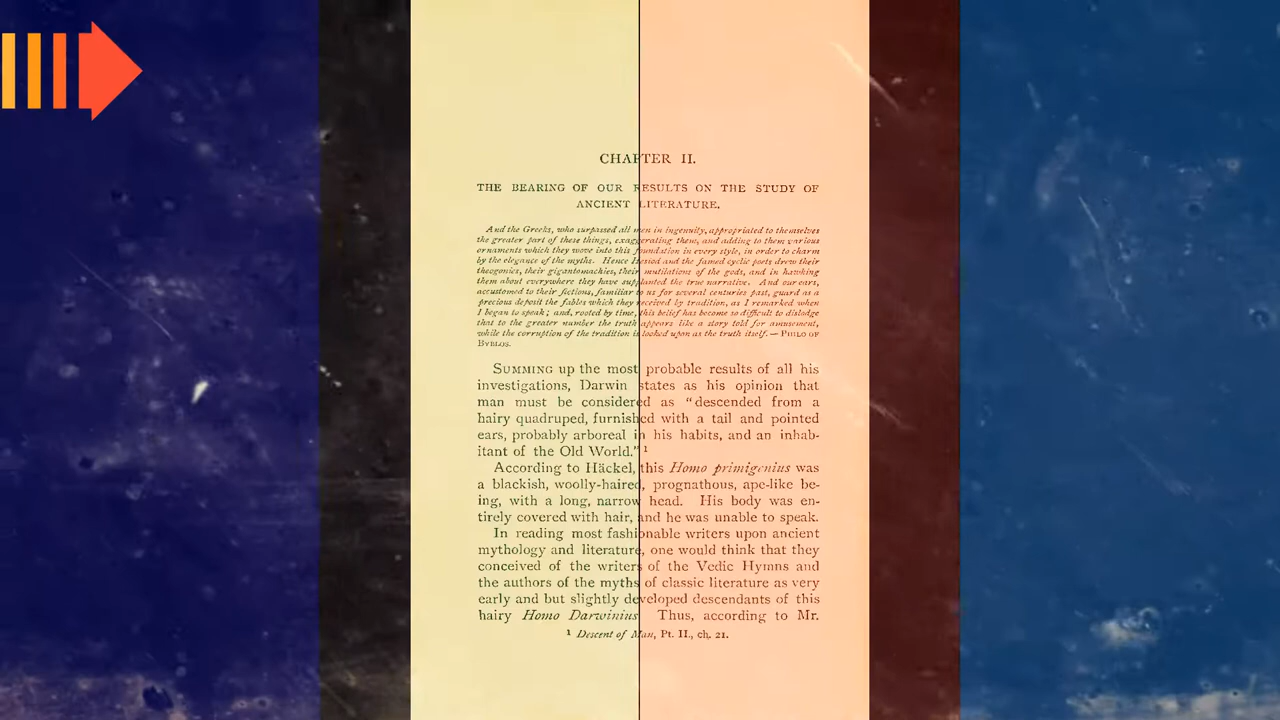 CHAPTER II.
THE BEARING OF OUR RESULTS ON THE STUDY OF
ANCIENT LITERATURE.
And the Greeks, who surpassed all men in ingenuity, appropriated to themselves
the greater part of these things, exaggerating them, and adding to them various
ornaments which they wove into this foundation in every style, in order to charm
by the elegance of the myths. Hence Hesiod and the famed cyclic poets drew their
theogonies, their gigantomachies, their mutilations of the gods, and in hawking
them about everywhere they have supplanted the true narrative. And our ears,
accustomed to their fictions, familiar to us for several centuries past, guard as a
precious deposit the fables which they received by tradition, as I remarked when
I began to speak; and, rooted by time, this belief has become so difficult to dislodge
that to the greater number the truth appears like a story told for amusement,
while the corruption of the tradition is looked upon as the truth itself. — PHILO OF
BYBLOS.
SUMMING up the most probable results of all his
investigations, Darwin states as his opinion that
man must be considered as "descended from a
hairy quadruped, furnished with a tail and pointed
ears, probably arboreal in his habits, and an inhab-
itant of the Old World." 1
According to Häckel, this Homo primigenius was
a blackish, woolly-haired, prognathous, ape-like be-
ing, with a long, narrow head. His body was en-
tirely covered with hair, and he was unable to speak.
In reading most fashionable writers upon ancient
mythology and literature, one would think that they
conceived of the writers of the Vedic Hymns and
the authors of the myths of classic literature as very
early and but slightly developed descendants of this
hairy Homo Darwinius. Thus, according to Mr.
1 Descent of Man, Pt. II., ch. 21.